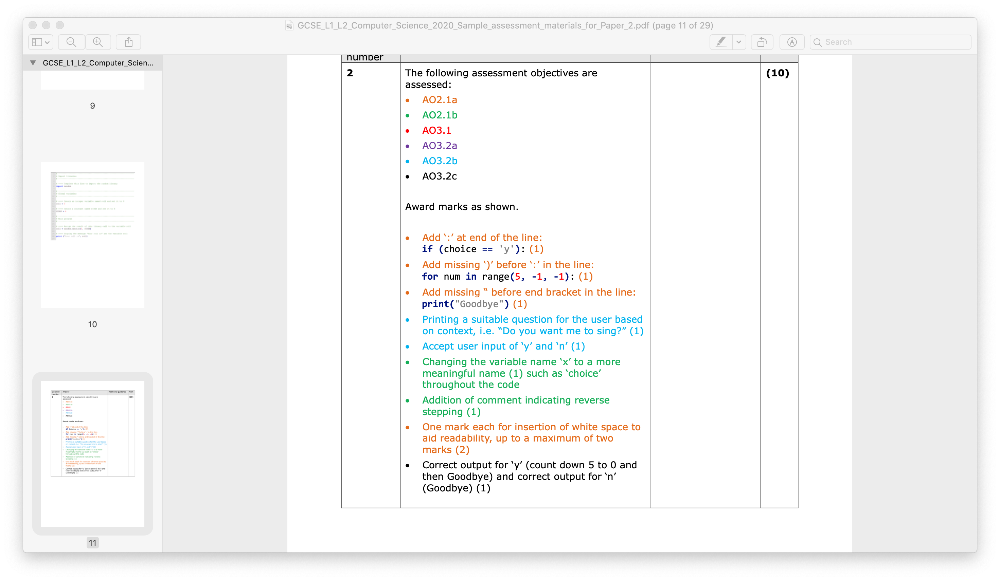 GCSE_L1_L2_Computer_Science_2020_Sample_assessment_materials_for_Paper_2.pdf (page 11 of 29)
Search
GCSE_L1_L2_Computer_Scien...
9
10
11
number
2
The following assessment objectives are
assessed:
• AO2.1a
• AO2.1b
• AO3.1
• AO3.2a
• AO3.2b
• AO3.2c
Award marks as shown.
• Add ‘:’ at end of the line:
if (choice == 'y'): (1)
• Add missing ‘)’ before ‘:’ in the line:
for num in range(5, -1, -1): (1)
• Add missing “ before end bracket in the line:
print("Goodbye") (1)
• Printing a suitable question for the user based
on context, i.e. “Do you want me to sing?” (1)
• Accept user input of ‘y’ and ‘n’ (1)
• Changing the variable name ‘x’ to a more
meaningful name (1) such as ‘choice’
throughout the code
• Addition of comment indicating reverse
stepping (1)
• One mark each for insertion of white space to
aid readability, up to a maximum of two
marks (2)
• Correct output for ‘y’ (count down 5 to 0 and
then Goodbye) and correct output for ‘n’
(Goodbye) (1)
(10)